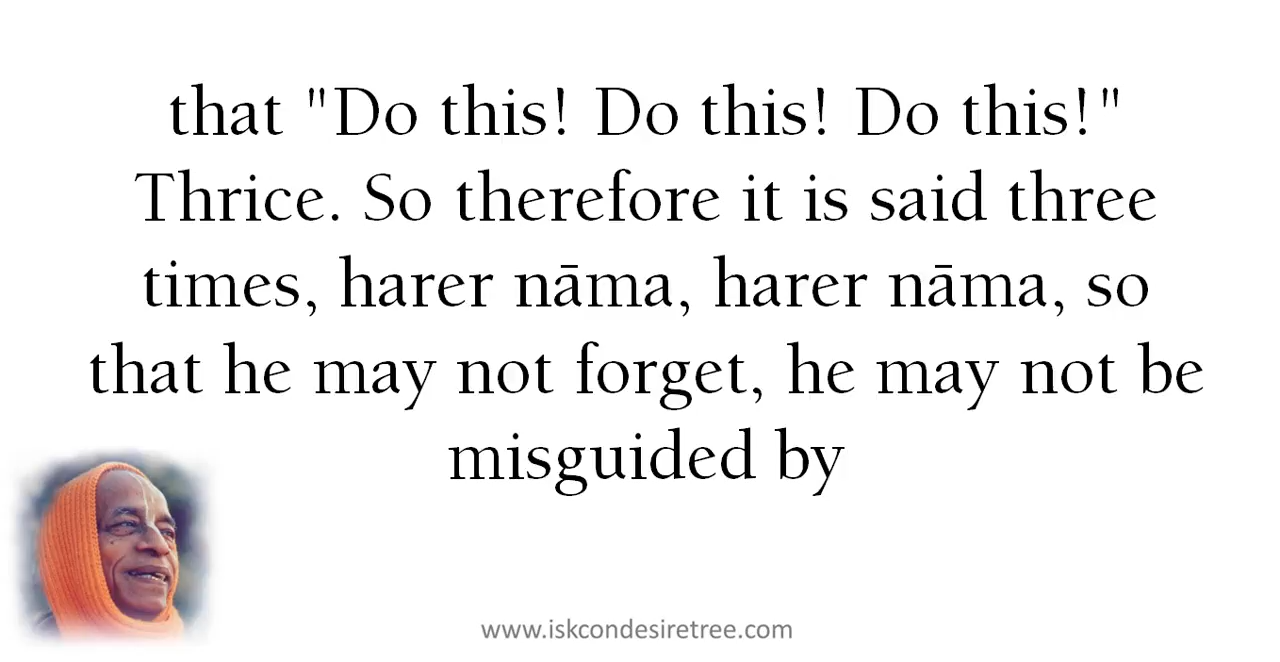 that "Do this! Do this! Do this!"
Thrice. So therefore it is said three
times, harer nāma, harer nāma, so
that he may not forget, he may not be
misguided by
www.iskcondesiretree.com